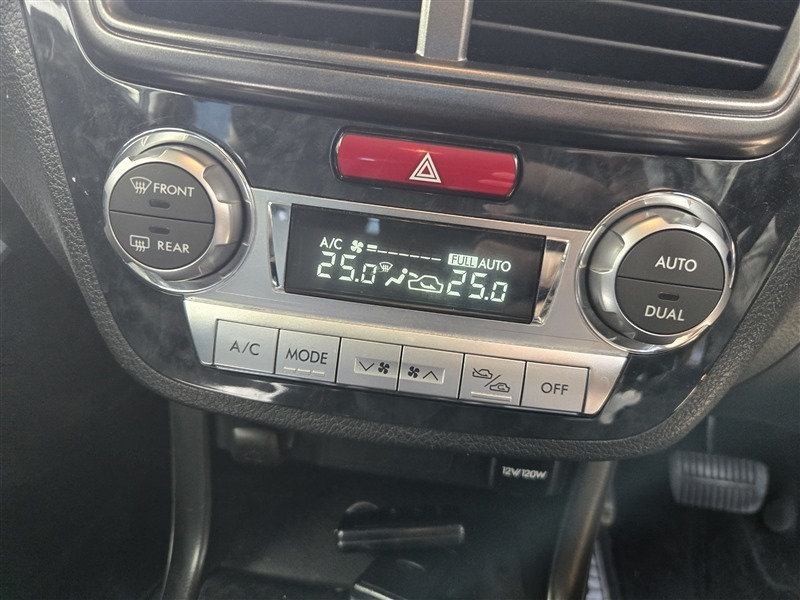 FRONT
REAR
A/C
FULL AUTO
25.0 25.0
AUTO
DUAL
A/C MODE OFF
12V/120W